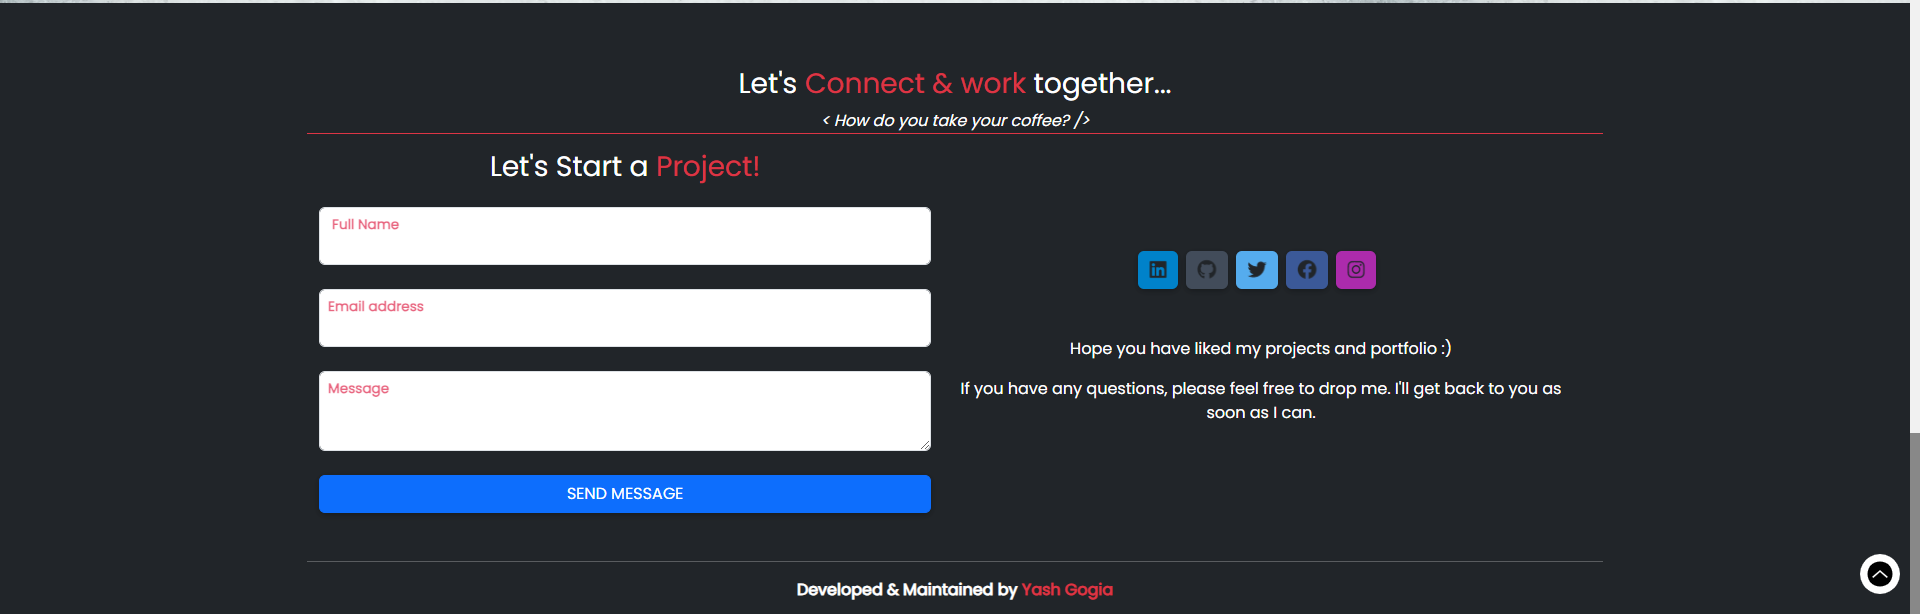 Let's Connect & work together...
< How do you take your coffee? />
Let's Start a Project!
Full Name
Email address
Message
SEND MESSAGE
Hope you have liked my projects and portfolio :)
If you have any questions, please feel free to drop me. I'll get back to you as
soon as I can.
Developed & Maintained by Yash Gogia